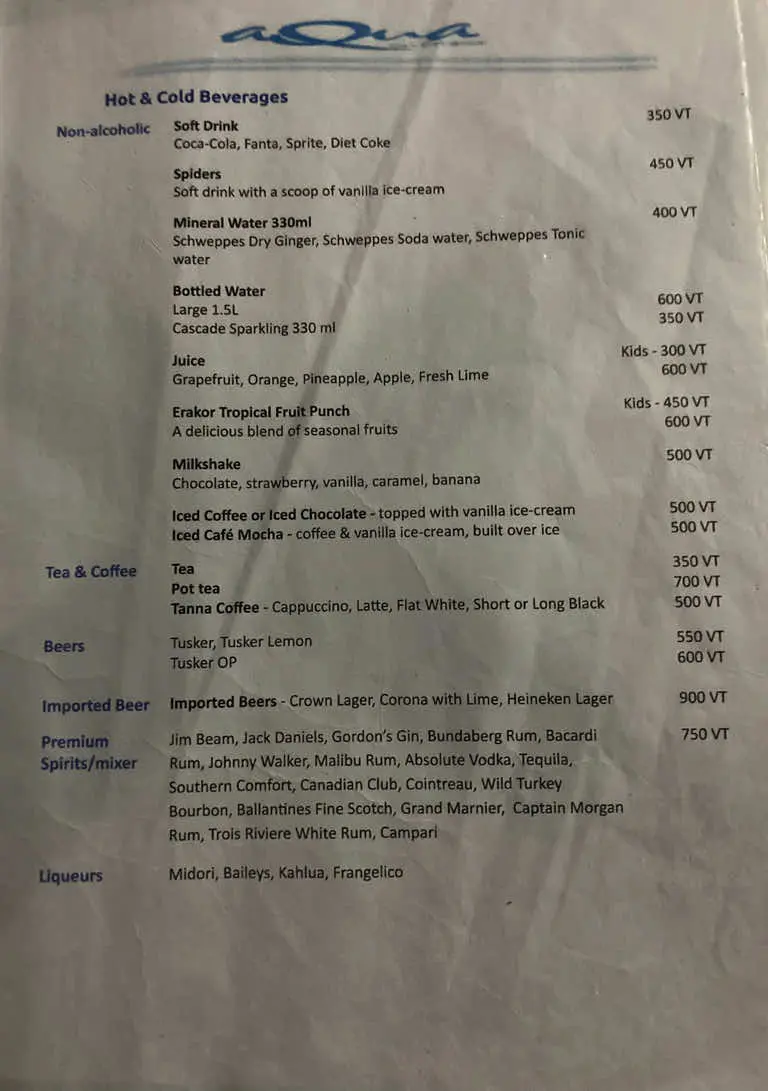 aQua
Hot & Cold Beverages
Non-alcoholic Soft Drink 350 VT
Coca-Cola, Fanta, Sprite, Diet Coke
Spiders 450 VT
Soft drink with a scoop of vanilla ice-cream
Mineral Water 330ml 400 VT
Schweppes Dry Ginger, Schweppes Soda water, Schweppes Tonic
water
Bottled Water
Large 1.5L 600 VT
Cascade Sparkling 330 ml 350 VT
Juice Kids - 300 VT
Grapefruit, Orange, Pineapple, Apple, Fresh Lime 600 VT
Erakor Tropical Fruit Punch Kids - 450 VT
A delicious blend of seasonal fruits 600 VT
Milkshake 500 VT
Chocolate, strawberry, vanilla, caramel, banana
Iced Coffee or Iced Chocolate - topped with vanilla ice-cream 500 VT
Iced Café Mocha - coffee & vanilla ice-cream, built over ice 500 VT
Tea & Coffee Tea 350 VT
Pot tea 700 VT
Tanna Coffee - Cappuccino, Latte, Flat White, Short or Long Black 500 VT
Beers Tusker, Tusker Lemon 550 VT
Tusker OP 600 VT
Imported Beer Imported Beers - Crown Lager, Corona with Lime, Heineken Lager 900 VT
Premium Jim Beam, Jack Daniels, Gordon's Gin, Bundaberg Rum, Bacardi 750 VT
Spirits/mixer Rum, Johnny Walker, Malibu Rum, Absolute Vodka, Tequila,
Southern Comfort, Canadian Club, Cointreau, Wild Turkey
Bourbon, Ballantines Fine Scotch, Grand Marnier, Captain Morgan
Rum, Trois Riviere White Rum, Campari
Liqueurs Midori, Baileys, Kahlua, Frangelico